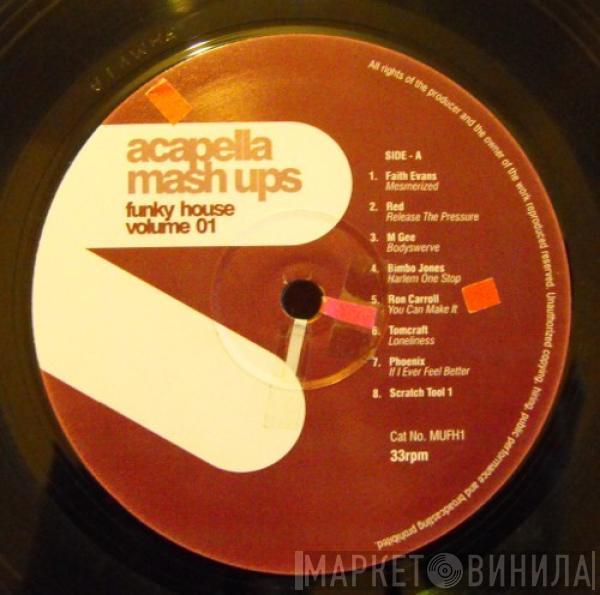 acapella
mash ups
funky house
volume 01
SIDE - A
1. Faith Evans
Mesmerized
2. Red
Release The Pressure
3. M Gee
Bodyswerve
4. Bimbo Jones
Harlem One Stop
5. Ron Carroll
You Can Make It
6. Tomcraft
Loneliness
7. Phoenix
If I Ever Feel Better
8. Scratch Tool 1
Cat No. MUFH1
33rpm
All rights of the producer and the owner of the work reproduced reserved. Unauthorized copying, hiring, public performance and broadcasting prohibited.
МАРКЕТ ВИНИЛА